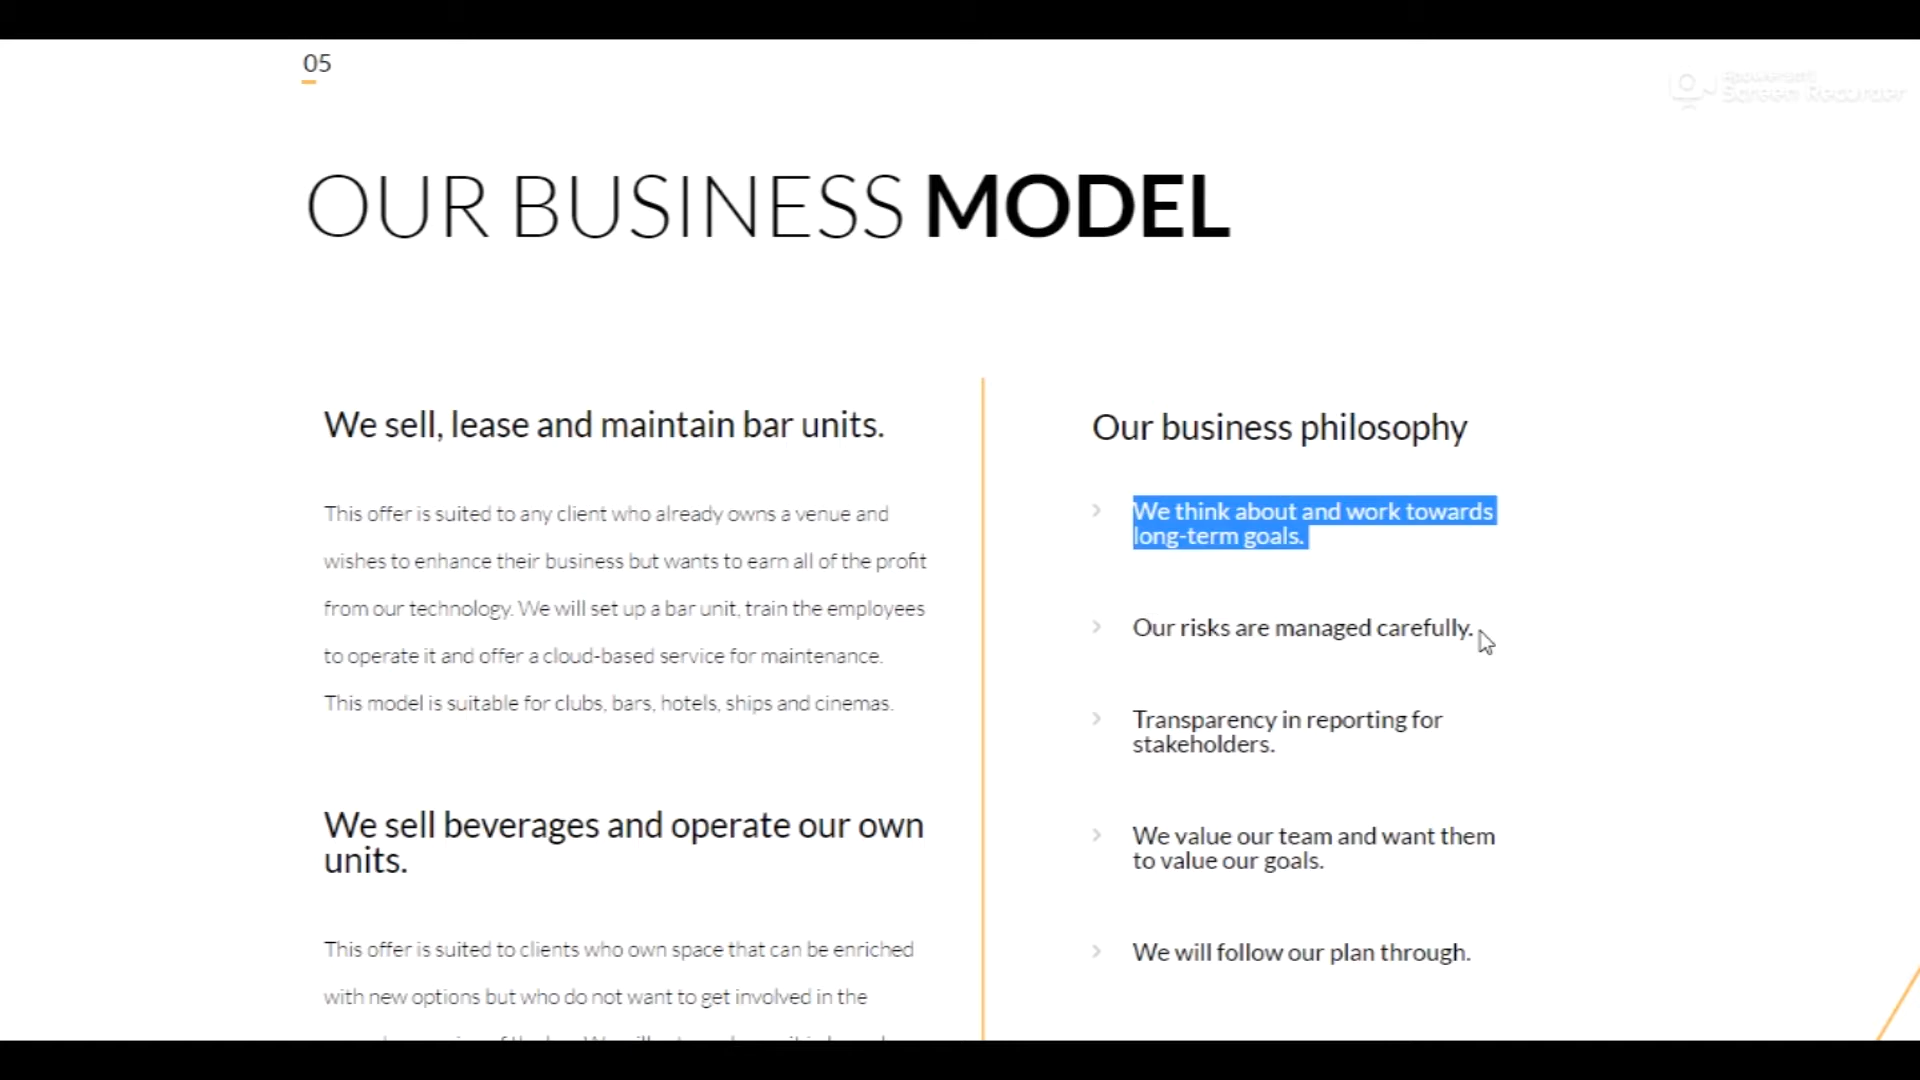 05
Apowersoft
Screen Recorder
OUR BUSINESS MODEL
We sell, lease and maintain bar units.
This offer is suited to any client who already owns a venue and
wishes to enhance their business but wants to earn all of the profit
from our technology. We will set up a bar unit, train the employees
to operate it and offer a cloud-based service for maintenance.
This model is suitable for clubs, bars, hotels, ships and cinemas.
We sell beverages and operate our own
units.
This offer is suited to clients who own space that can be enriched
with new options but who do not want to get involved in the
Our business philosophy
We think about and work towards
long-term goals.
Our risks are managed carefully.
Transparency in reporting for
stakeholders.
We value our team and want them
to value our goals.
We will follow our plan through.